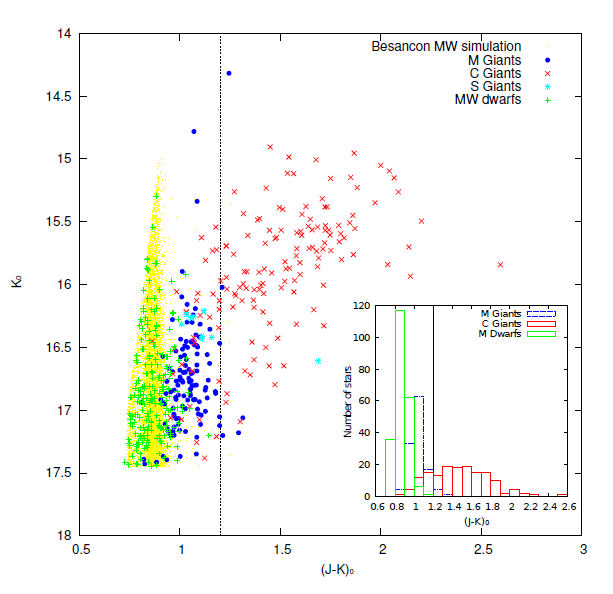 Besancon MW simulation
M Giants
C Giants
S Giants
MW dwarfs
14
14.5
15
15.5
16
16.5
17
17.5
18
K₀
0.5
1
1.5
2
2.5
3
(J-K)₀
M Giants
C Giants
M Dwarfs
120
100
80
60
40
20
0
Number of stars
0.6 0.8 1 1.2 1.4 1.6 1.8 2 2.2 2.4 2.6
(J-K)₀